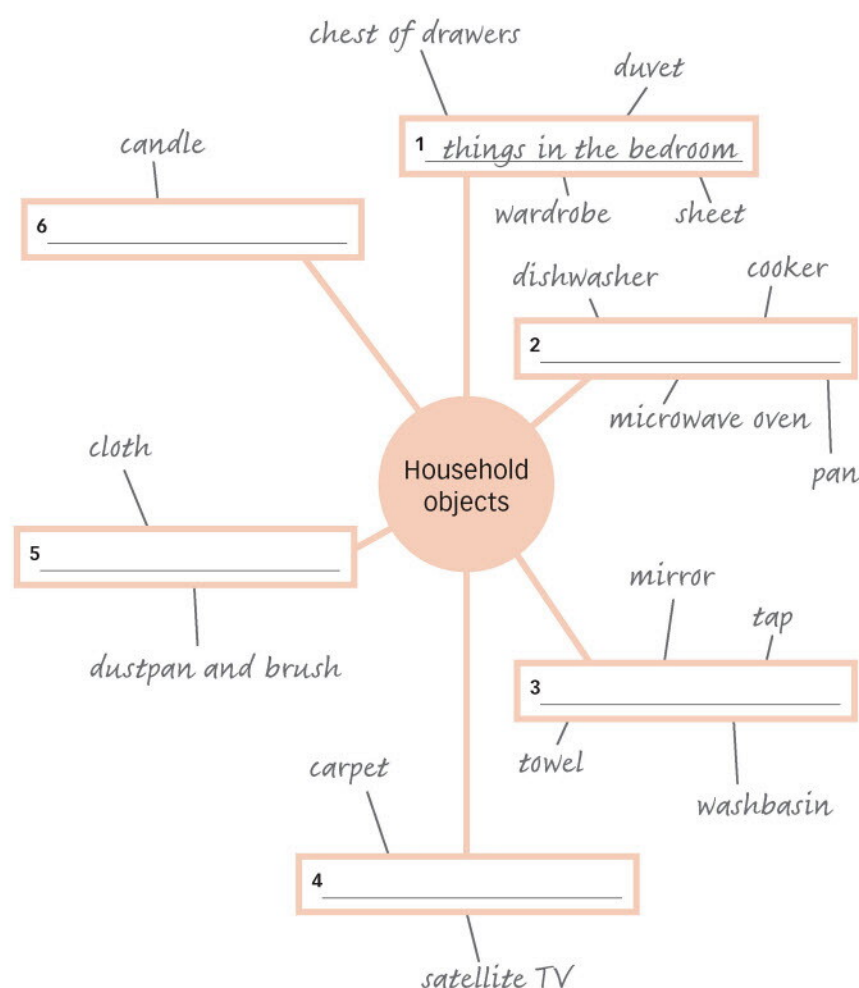 chest of drawers
duvet
1 things in the bedroom
wardrobe
sheet
candle
6
dishwasher
cooker
2
microwave oven
pan
Household
objects
cloth
5
dustpan and brush
mirror
tap
3
towel
washbasin
carpet
4
satellite TV